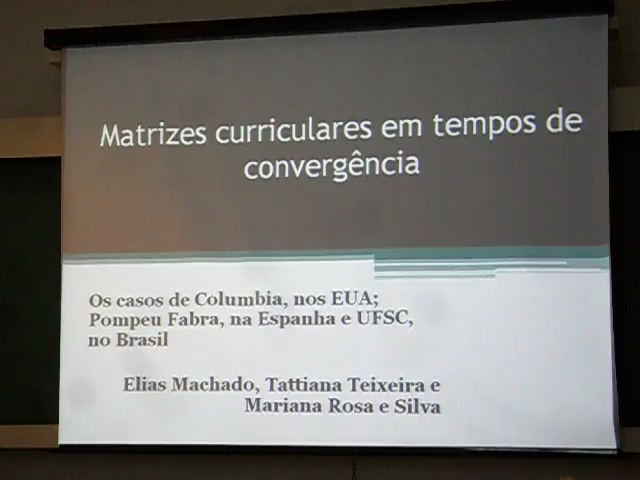 Matrizes curriculares em tempos de
convergência
Os casos de Columbia, nos EUA;
Pompeu Fabra, na Espanha e UFSC,
no Brasil
Elias Machado, Tattiana Teixeira e
Mariana Rosa e Silva